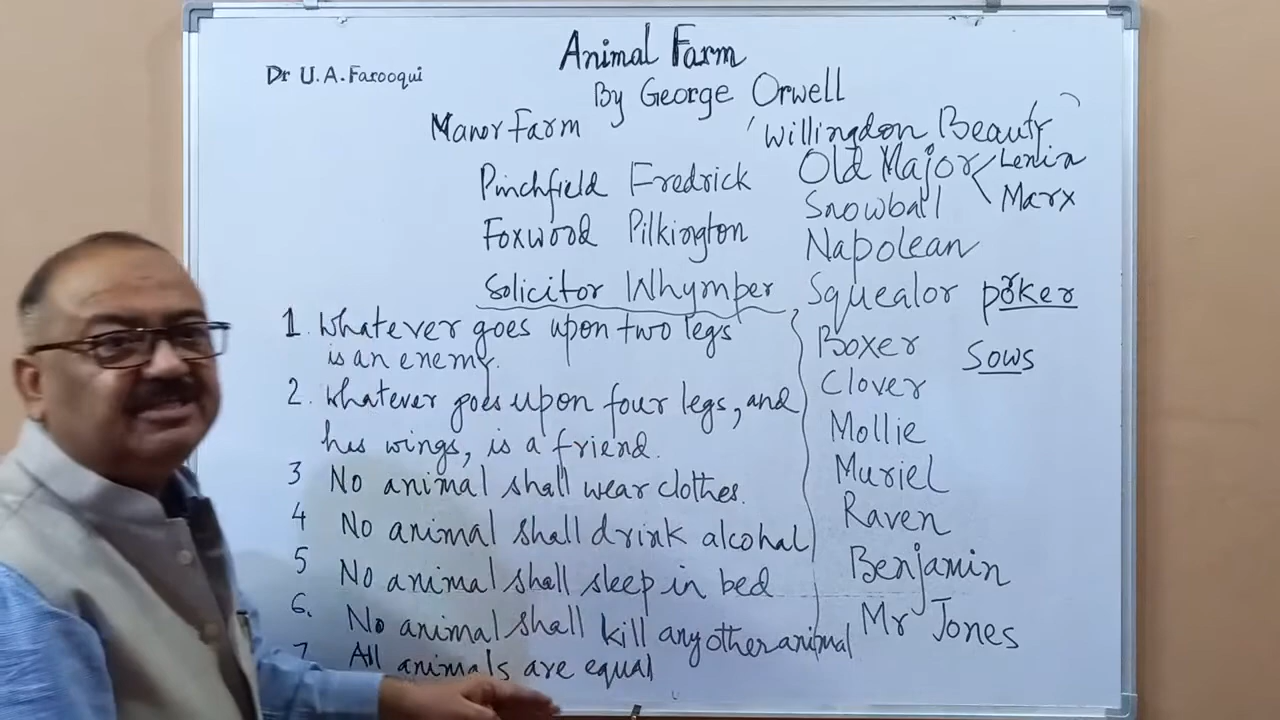 Animal Farm
Dr U. A. Farooqui
By George Orwell
Manor Farm
'Willingdon Beauty'
Pinchfield Fredrick
Old Major Lenin
Marx
Snowball
Foxwood Pilkington
Napolean
Solicitor Whymper
Squealor porker
1. Whatever goes upon two legs
is an enemy.
Boxer
Sows
2. Whatever goes upon four legs, and
has wings, is a friend.
Clover
Mollie
3 No animal shall wear clothes.
Muriel
4 No animal shall drink alcohal
Raven
5 No animal shall sleep in bed
Benjamin
6. No animal shall kill any other animal
Mr Jones
7. All animals are equal